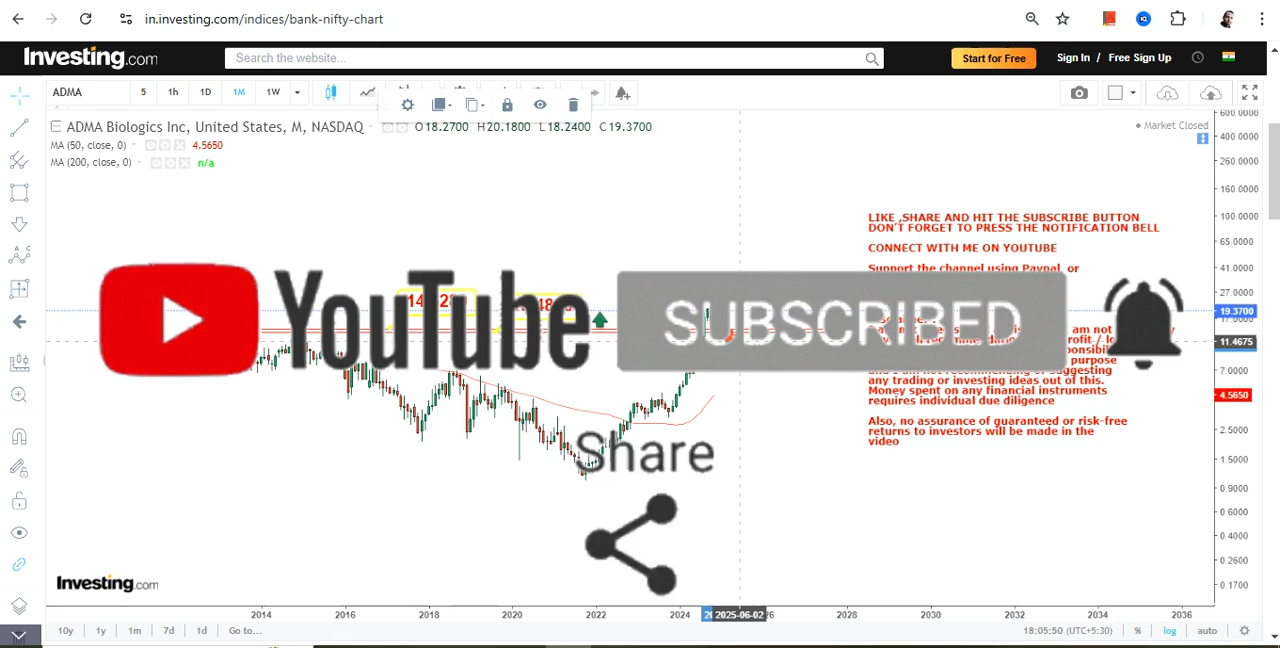 in.investing.com/indices/bank-nifty-chart
Investing.com
Search the website...
Start for Free
Sign In / Free Sign Up
ADMA
5 1h 1D 1M 1W
ADMA Biologics Inc, United States, M, NASDAQ O18.2700 H20.1800 L18.2400 C19.3700
Market Closed
MA (50, close, 0) 4.5650
MA (200, close, 0) n/a
600.0000
400.0000
260.0000
160.0000
100.0000
65.0000
41.0000
27.0000
19.3700
11.4675
7.0000
4.5650
2.5000
1.5000
0.9000
0.6000
0.4000
0.2600
0.1700
LIKE ,SHARE AND HIT THE SUBSCRIBE BUTTON
DON'T FORGET TO PRESS THE NOTIFICATION BELL
CONNECT WITH ME ON YOUTUBE
Support the channel using Paypal or
YouTube
SUBSCRIBED
am not
purpose
suggesting
any trading or investing ideas out of this.
Money spent on any financial instruments
requires individual due diligence
Also, no assurance of guaranteed or risk-free
returns to investors will be made in the
video
Share
Investing.com
2014 2016 2018 2020 2022 2024 2025-06-02 2028 2030 2032 2034 2036
10y 1y 1m 7d 1d Go to...
18:05:50 (UTC+5:30) % log auto